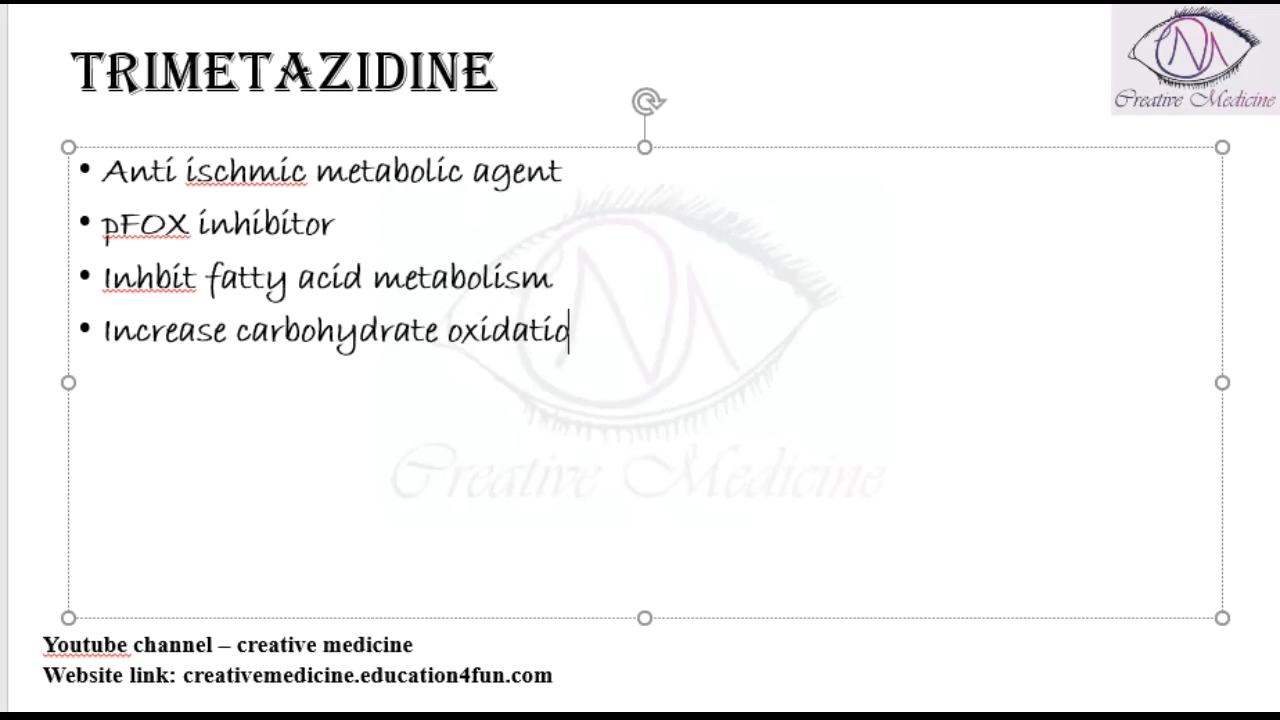 TRIMETAZIDINE
Creative Medicine
• Anti ischmic metabolic agent
• pFOX inhibitor
• Inhbit fatty acid metabolism
• Increase carbohydrate oxidatio
Creative Medicine
Youtube channel – creative medicine
Website link: creativemedicine.education4fun.com